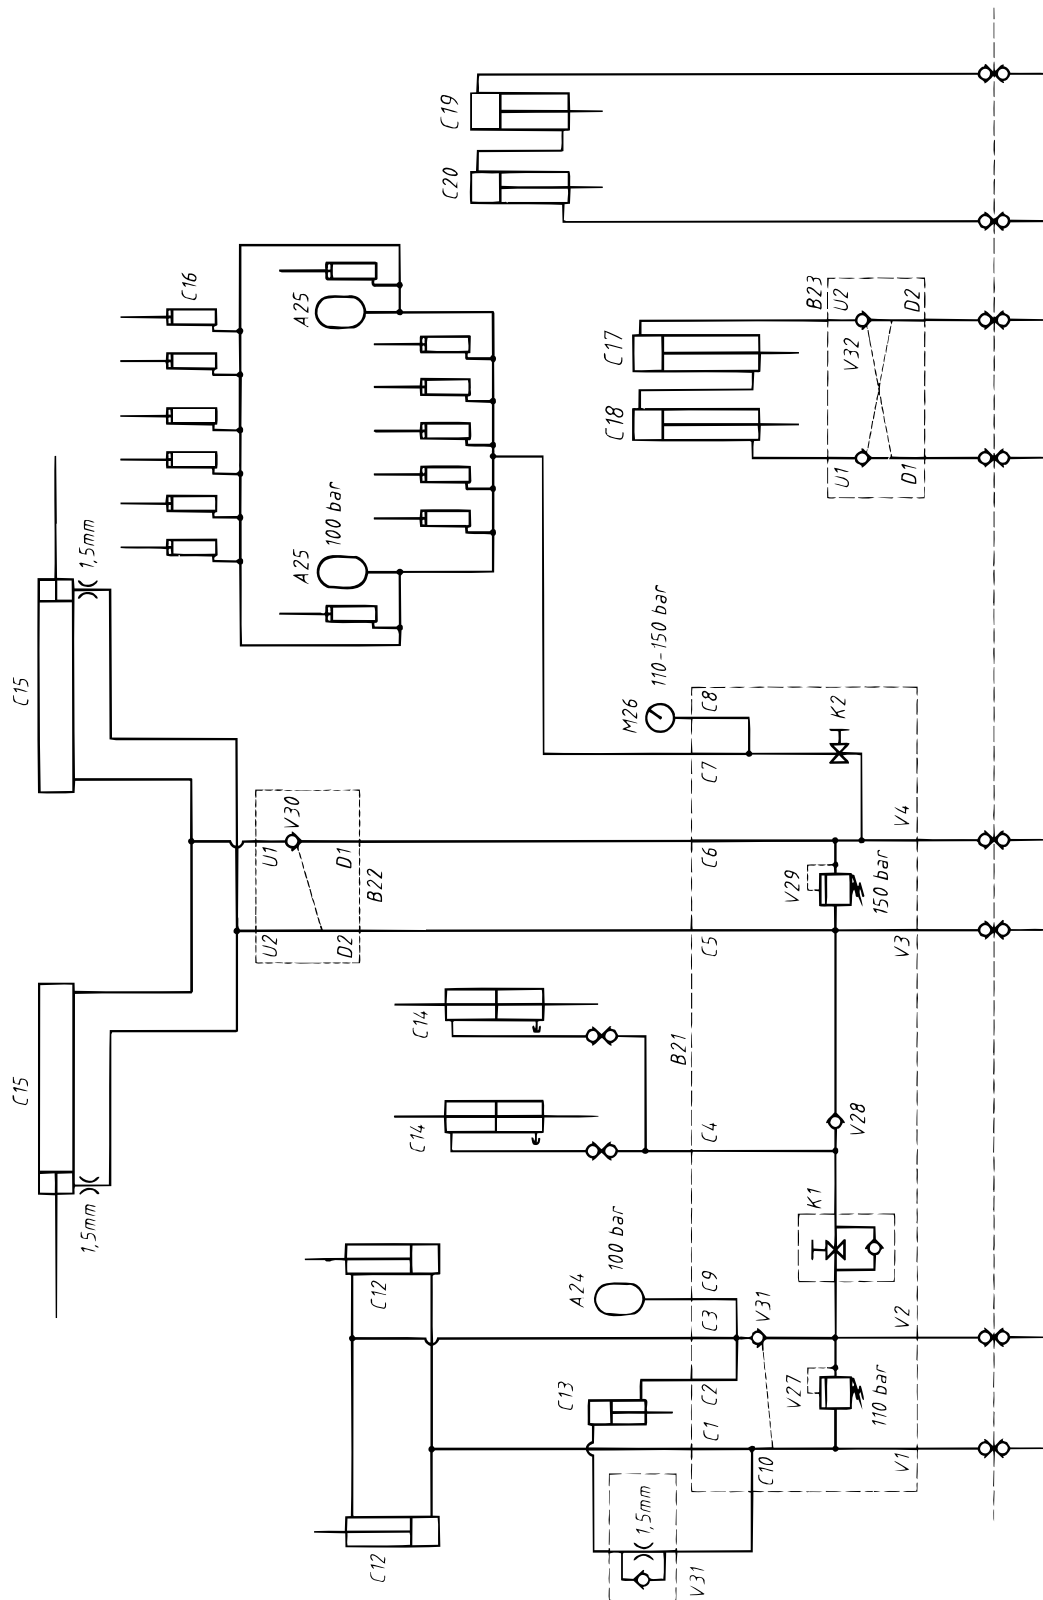 C19
C20
C16
A25
B23
U2
D2
C17
V32
C18
U1
D1
1,5mm
A25
100 bar
C15
M26
110-150 bar
C8
K2
C7
V30
U1
D1
B22
U2
D2
C6
V4
V29
150 bar
C5
V3
C14
B21
C15
C14
C4
V28
1,5mm
K1
C12
A24
100 bar
C9
C3
V31
V2
C13
C2
C1
V27
110 bar
C10
V1
1,5mm
C12
V31